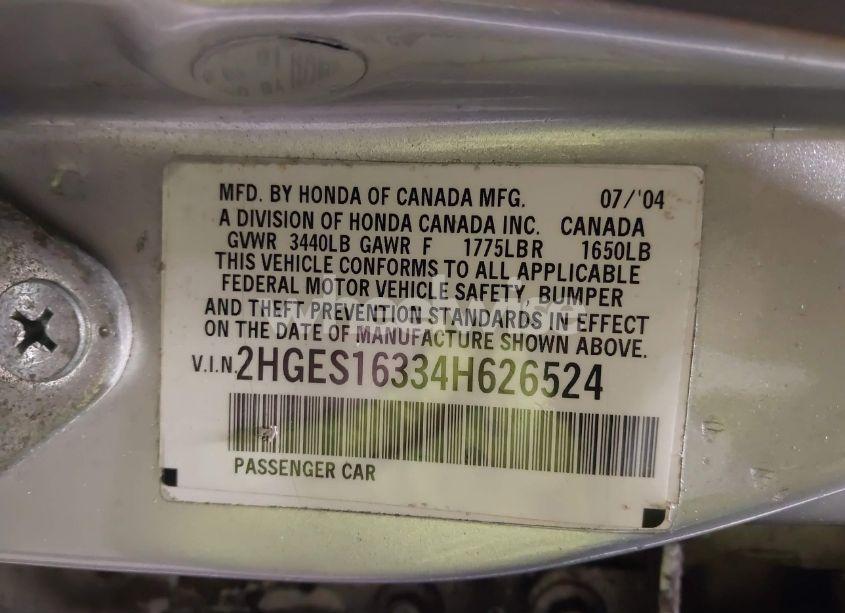 MFD. BY HONDA OF CANADA MFG. 07/'04
A DIVISION OF HONDA CANADA INC. CANADA
GVWR 3440LB GAWR F 1775LB R 1650LB
THIS VEHICLE CONFORMS TO ALL APPLICABLE
FEDERAL MOTOR VEHICLE SAFETY, BUMPER
AND THEFT PREVENTION STANDARDS IN EFFECT
ON THE DATE OF MANUFACTURE SHOWN ABOVE.
V.I.N. 2HGES16334H626524
PASSENGER CAR